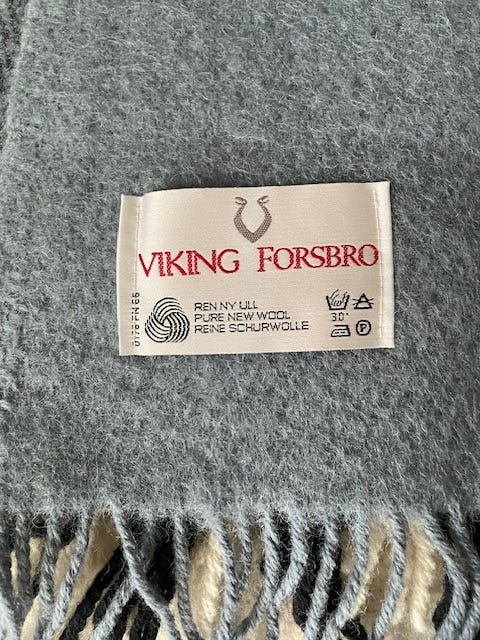 VIKING FORSBRO
REN NY ULL
PURE NEW WOOL
REINE SCHURWOLLE
30°
P